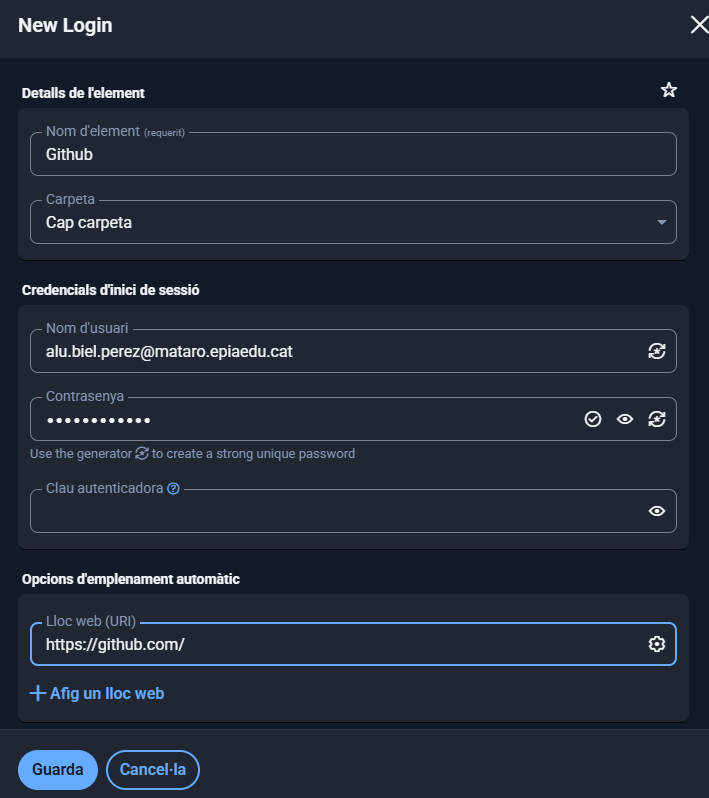 New Login
Detalls de l'element
Nom d'element (requerit)
Github
Carpeta
Cap carpeta
Credencials d'inici de sessió
Nom d'usuari
alu.biel.perez@mataro.epiaedu.cat
Contrasenya
••••••••••••
Use the generator to create a strong unique password
Clau autenticadora
Opcions d'emplenament automàtic
Lloc web (URI)
https://github.com/
Afig un lloc web
Guarda Cancel·la